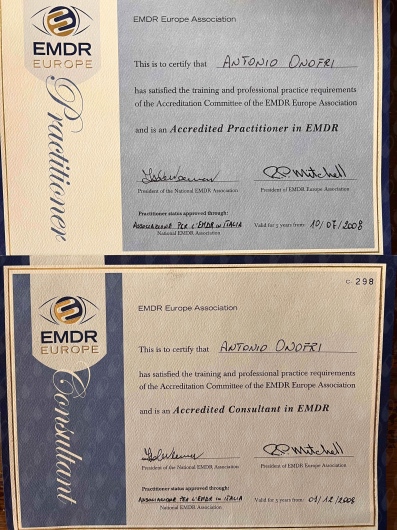 EMDR
EUROPE
Practitioner
EMDR Europe Association
This is to certify that ANTONIO ONOFRI
has satisfied the training and professional practice requirements
of the Accreditation Committee of the EMDR Europe Association
and is an Accredited Practitioner in EMDR
R.P. Mitchell
President of the National EMDR Association President of EMDR Europe Association
Practitioner status approved through:
ASSOCIAZIONE PER L'EMDR IN ITALIA Valid for 5 years from: 10/07/2008
National EMDR Association
C. 298
EMDR
EUROPE
Consultant
EMDR Europe Association
This is to certify that ANTONIO ONOFRI
has satisfied the training and professional practice requirements
of the Accreditation Committee of the EMDR Europe Association
and is an Accredited Consultant in EMDR
R.P. Mitchell
President of the National EMDR Association President of EMDR Europe Association
Practitioner status approved through:
ASSOCIAZIONE PER L'EMDR IN ITALIA Valid for 5 years from: 01/12/2008
National EMDR Association